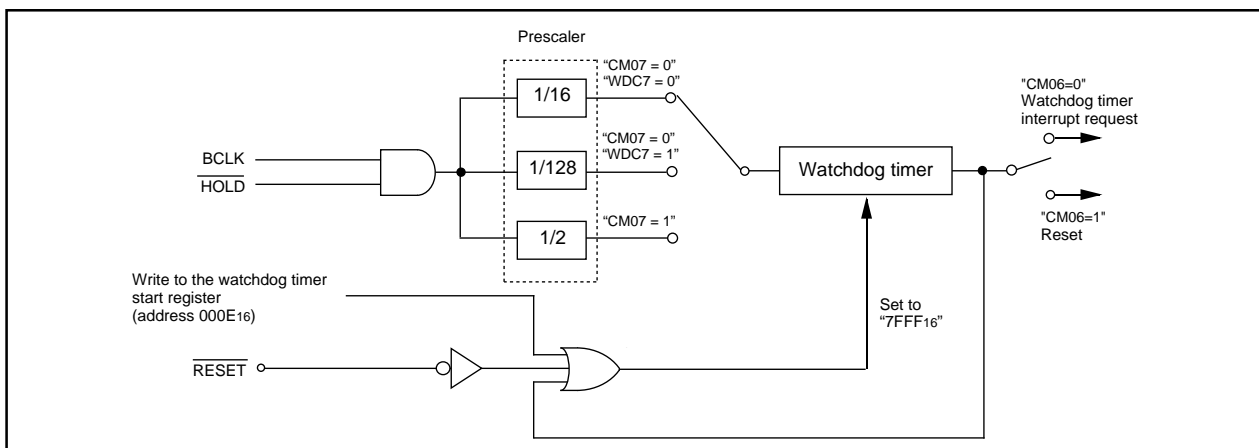 Prescaler
“CM07 = 0”
“WDC7 = 0”
1/16
"CM06=0"
Watchdog timer
interrupt request
“CM07 = 0”
“WDC7 = 1”
BCLK
HOLD
1/128
Watchdog timer
“CM07 = 1”
1/2
"CM06=1"
Reset
Write to the watchdog timer
start register
(address 000E16)
Set to
“7FFF16”
RESET